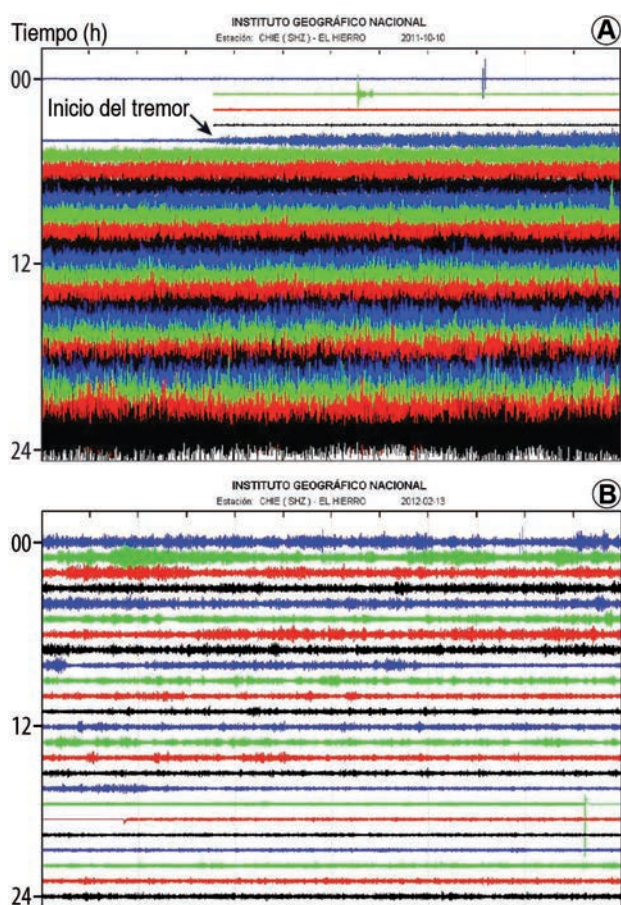 INSTITUTO GEOGRÁFICO NACIONAL
Estación: CHIE (SHZ) - EL HIERRO 2011-10-10
A
Tiempo (h)
00
Inicio del tremor
12
24
INSTITUTO GEOGRÁFICO NACIONAL
Estación: CHIE (SHZ) - EL HIERRO 2012-02-13
B
00
12
24